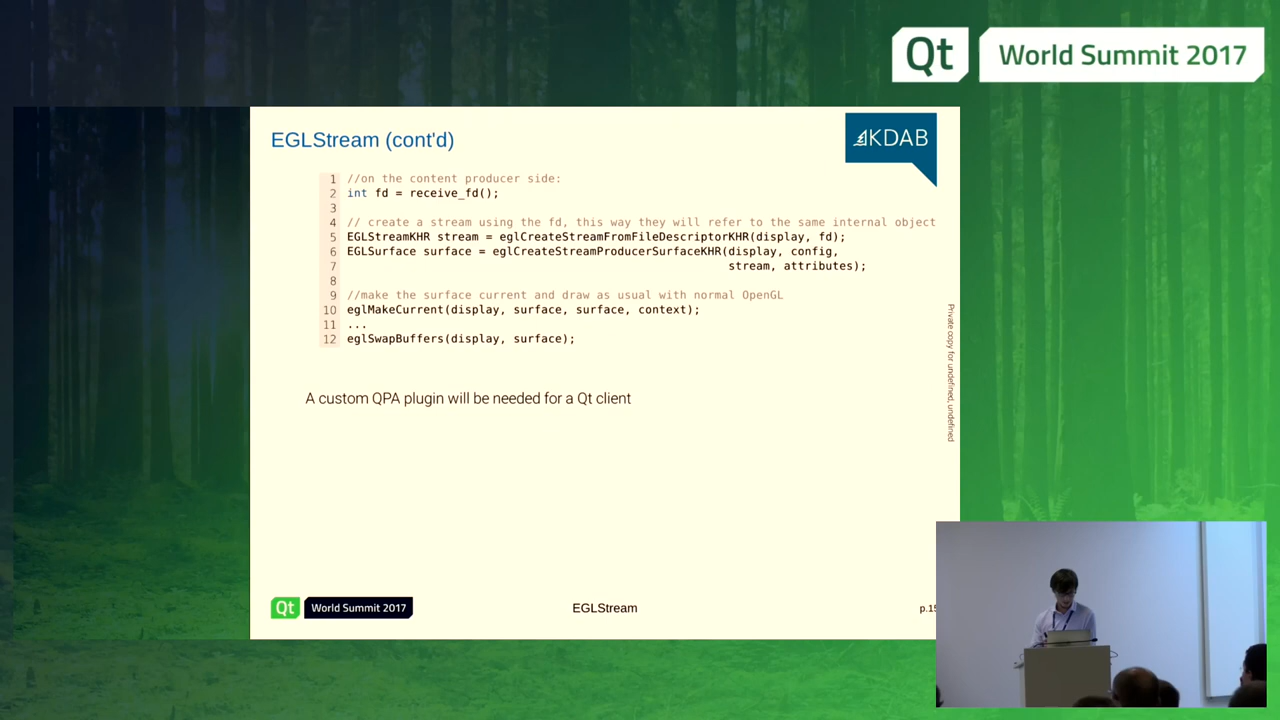 Qt World Summit 2017
EGLStream (cont'd)
KDAB
1 //on the content producer side:
2 int fd = receive_fd();
3
4 // create a stream using the fd, this way they will refer to the same internal object
5 EGLStreamKHR stream = eglCreateStreamFromFileDescriptorKHR(display, fd);
6 EGLSurface surface = eglCreateStreamProducerSurfaceKHR(display, config,
7 stream, attributes);
8
9 //make the surface current and draw as usual with normal OpenGL
10 eglMakeCurrent(display, surface, surface, context);
11 ...
12 eglSwapBuffers(display, surface);
A custom QPA plugin will be needed for a Qt client
Private copy for undefined, undefined
Qt World Summit 2017
EGLStream
p.15